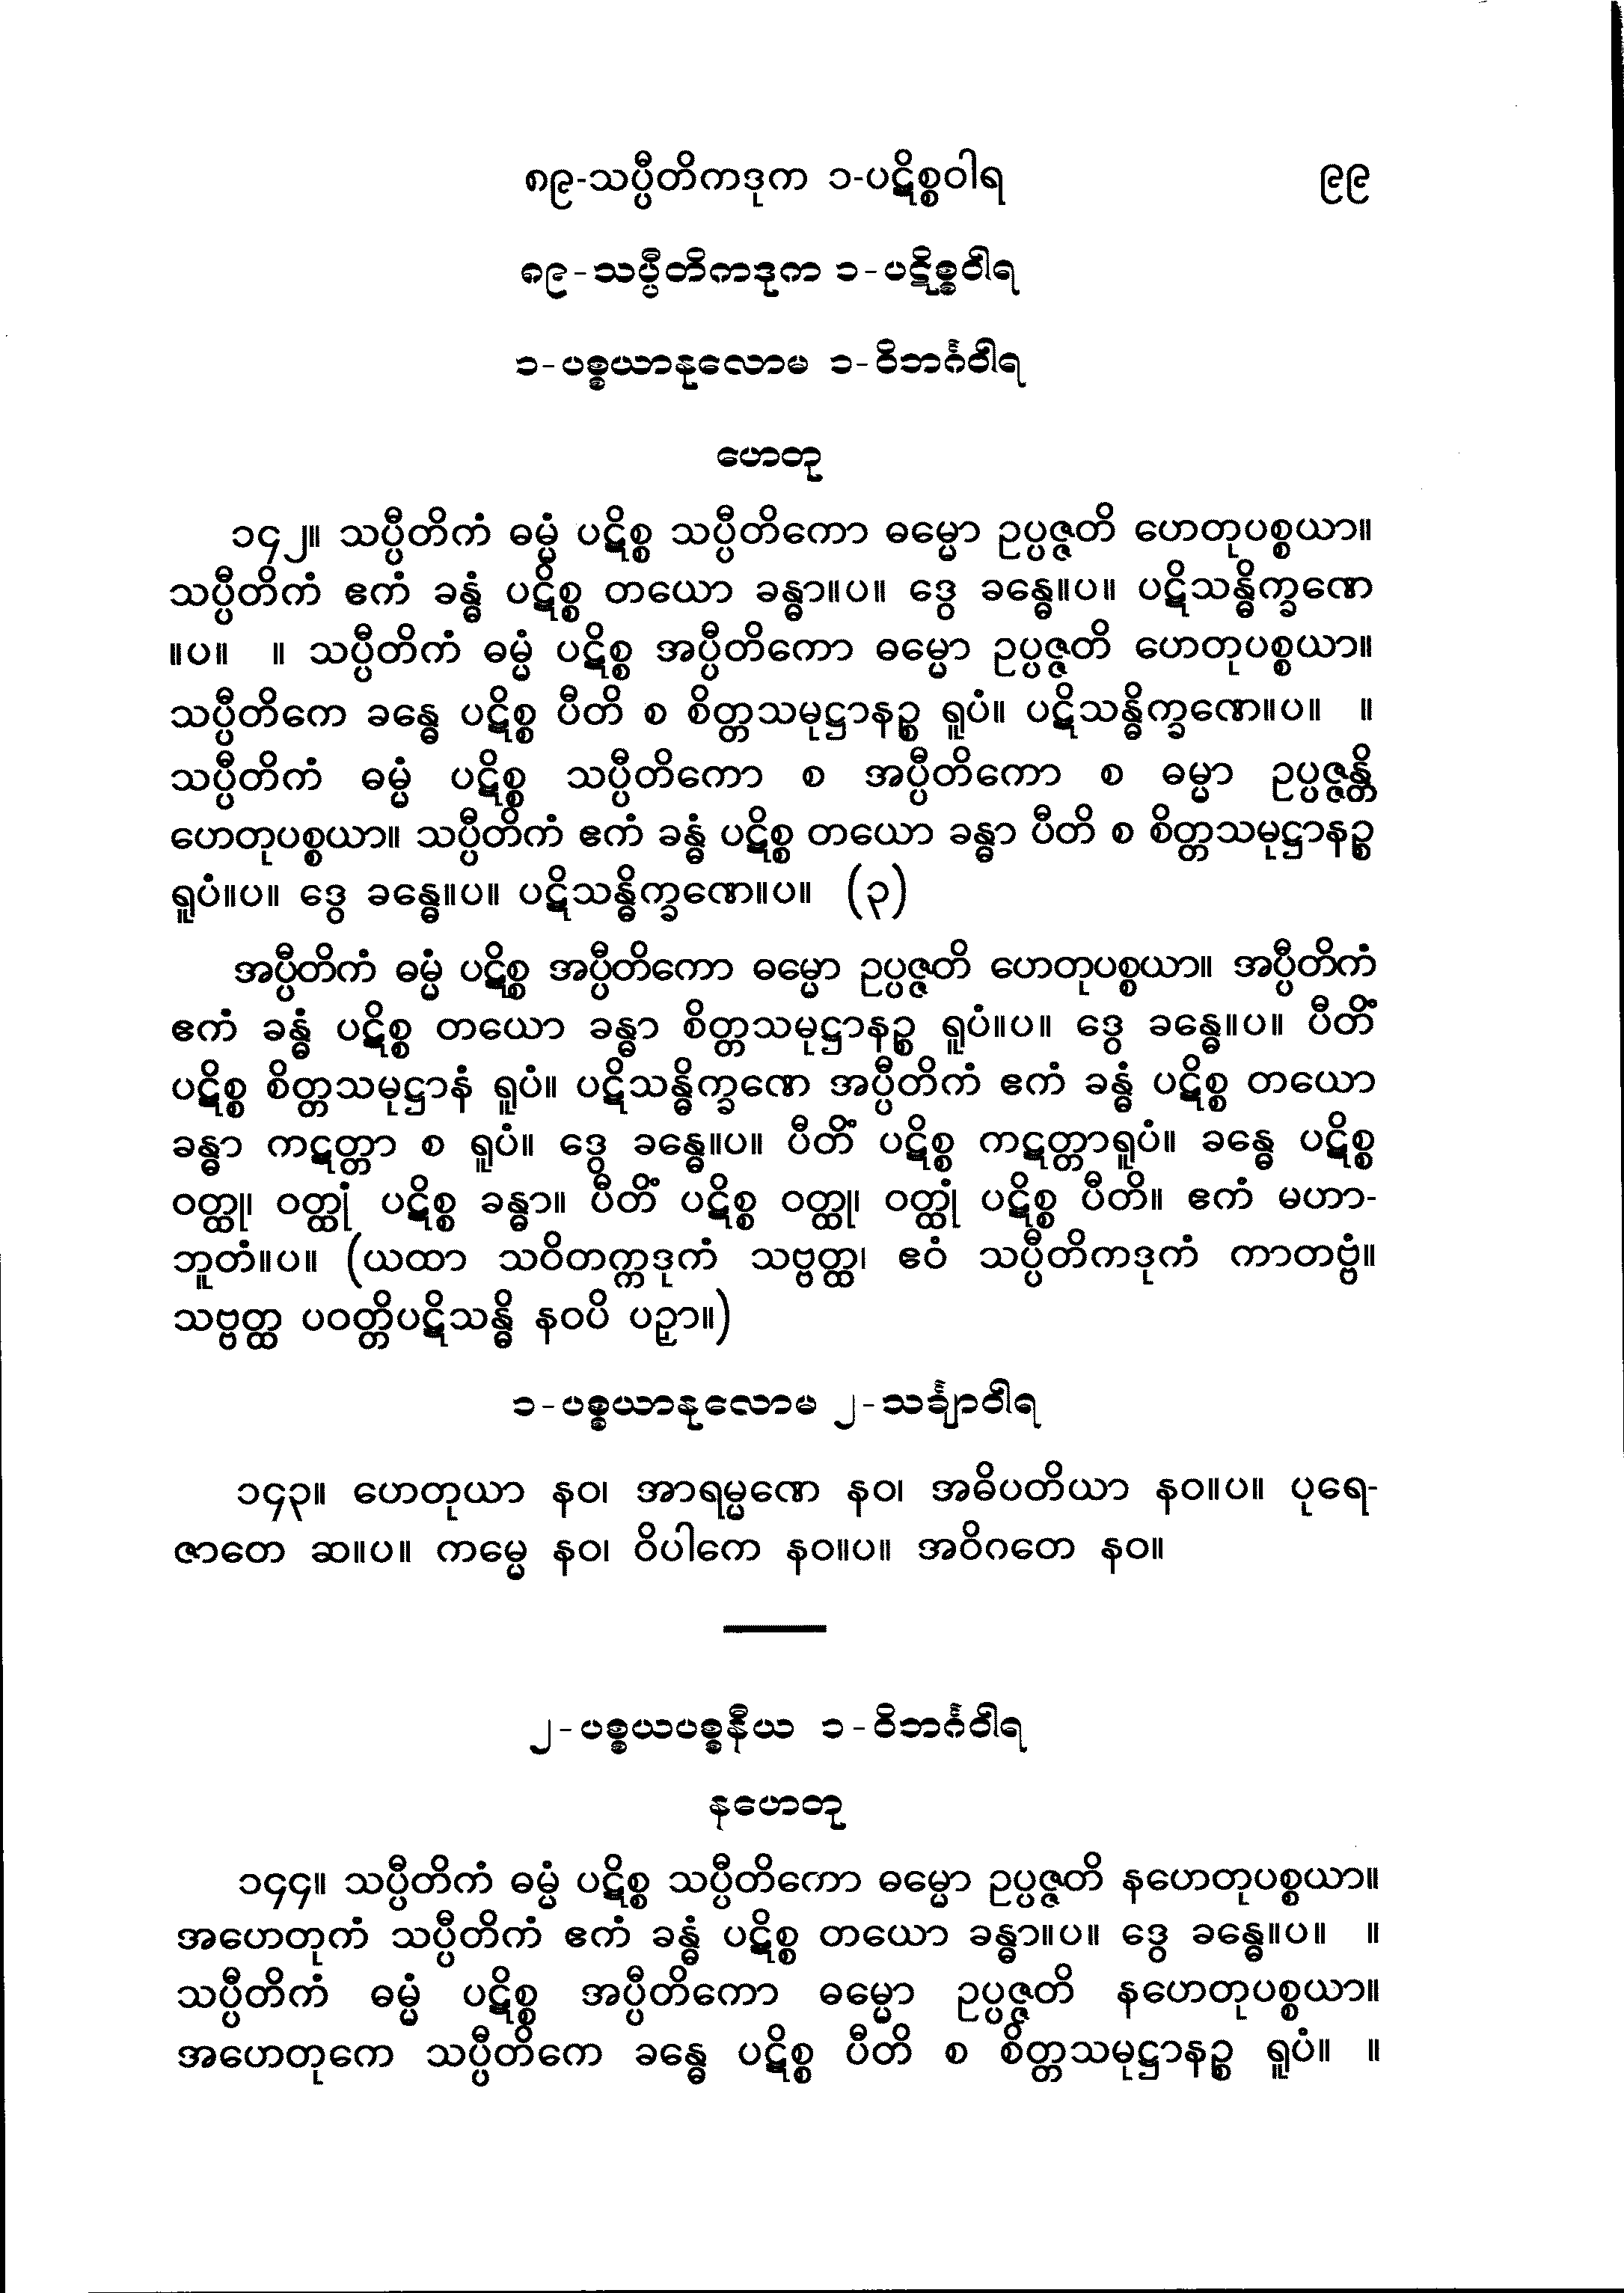 ၈၉-သပ္ပီတိကဒုက ၁-ပဋိစ္စဝါရ ၉၉
၈၉-သပ္ပီတိကဒုက ၁-ပဋိစ္စဝါရ
၁-ပစ္စယာနုလောမ ၁-ဝိဘင်္ဂဝါရ
ဟေတု
၁၄၂။ သပ္ပီတိကံ ဓမ္မံ ပဋိစ္စ သပ္ပီတိကော ဓမ္မော ဥပ္ပဇ္ဇတိ ဟေတုပစ္စယာ။
သပ္ပီတိကံ ဧကံ ခန္ဓံ ပဋိစ္စ တယော ခန္ဓာ။ပ။ ဒွေ ခန္ဓေ။ပ။ ပဋိသန္ဓိက္ခဏေ
။ပ။ ။ သပ္ပီတိကံ ဓမ္မံ ပဋိစ္စ အပ္ပီတိကော ဓမ္မော ဥပ္ပဇ္ဇတိ ဟေတုပစ္စယာ။
သပ္ပီတိကေ ခန္ဓေ ပဋိစ္စ ပီတိ စ စိတ္တသမုဋ္ဌာနဉ္စ ရူပံ။ ပဋိသန္ဓိက္ခဏေ။ပ။ ။
သပ္ပီတိကံ ဓမ္မံ ပဋိစ္စ သပ္ပီတိကော စ အပ္ပီတိကော စ ဓမ္မာ ဥပ္ပဇ္ဇန္တိ
ဟေတုပစ္စယာ။ သပ္ပီတိကံ ဧကံ ခန္ဓံ ပဋိစ္စ တယော ခန္ဓာ ပီတိ စ စိတ္တသမုဋ္ဌာနဉ္စ
ရူပံ။ပ။ ဒွေ ခန္ဓေ။ပ။ ပဋိသန္ဓိက္ခဏေ။ပ။ (၃)
အပ္ပီတိကံ ဓမ္မံ ပဋိစ္စ အပ္ပီတိကော ဓမ္မော ဥပ္ပဇ္ဇတိ ဟေတုပစ္စယာ။ အပ္ပီတိကံ
ဧကံ ခန္ဓံ ပဋိစ္စ တယော ခန္ဓာ စိတ္တသမုဋ္ဌာနဉ္စ ရူပံ။ပ။ ဒွေ ခန္ဓေ။ပ။ ပီတိံ
ပဋိစ္စ စိတ္တသမုဋ္ဌာနံ ရူပံ။ ပဋိသန္ဓိက္ခဏေ အပ္ပီတိကံ ဧကံ ခန္ဓံ ပဋိစ္စ တယော
ခန္ဓာ ကဋတ္တာ စ ရူပံ။ ဒွေ ခန္ဓေ။ပ။ ပီတိံ ပဋိစ္စ ကဋတ္တာရူပံ။ ခန္ဓေ ပဋိစ္စ
ဝတ္ထု၊ ဝတ္ထုံ ပဋိစ္စ ခန္ဓာ။ ပီတိံ ပဋိစ္စ ဝတ္ထု၊ ဝတ္ထုံ ပဋိစ္စ ပီတိ။ ဧကံ မဟာ-
ဘူတံ။ပ။ (ယထာ သဝိတက္ကဒုကံ သဗ္ဗတ္ထ၊ ဧဝံ သပ္ပီတိကဒုကံ ကာတဗ္ဗံ။
သဗ္ဗတ္ထ ပဝတ္တိပဋိသန္ဓိ နဝပိ ပဉှာ။)
၁-ပစ္စယာနုလောမ ၂-သင်္ချာဝါရ
၁၄၃။ ဟေတုယာ နဝ၊ အာရမ္မဏေ နဝ၊ အဓိပတိယာ နဝ။ပ။ ပုရေ-
ဇာတေ ဆ။ပ။ ကမ္မေ နဝ၊ ဝိပါကေ နဝ။ပ။ အဝိဂတေ နဝ။
၂-ပစ္စယပစ္စနီယ ၁-ဝိဘင်္ဂဝါရ
နဟေတု
၁၄၄။ သပ္ပီတိကံ ဓမ္မံ ပဋိစ္စ သပ္ပီတိကော ဓမ္မော ဥပ္ပဇ္ဇတိ နဟေတုပစ္စယာ။
အဟေတုကံ သပ္ပီတိကံ ဧကံ ခန္ဓံ ပဋိစ္စ တယော ခန္ဓာ။ပ။ ဒွေ ခန္ဓေ။ပ။ ။
သပ္ပီတိကံ ဓမ္မံ ပဋိစ္စ အပ္ပီတိကော ဓမ္မော ဥပ္ပဇ္ဇတိ နဟေတုပစ္စယာ။
အဟေတုကေ သပ္ပီတိကေ ခန္ဓေ ပဋိစ္စ ပီတိ စ စိတ္တသမုဋ္ဌာနဉ္စ ရူပံ။ ။